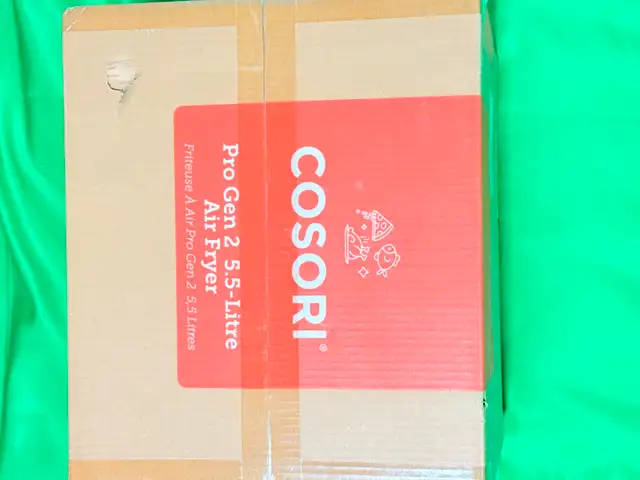 COSORI®
Pro Gen 2 5.5-Litre
Air Fryer
Friteuse À Air Pro Gen 2 5,5 Litres